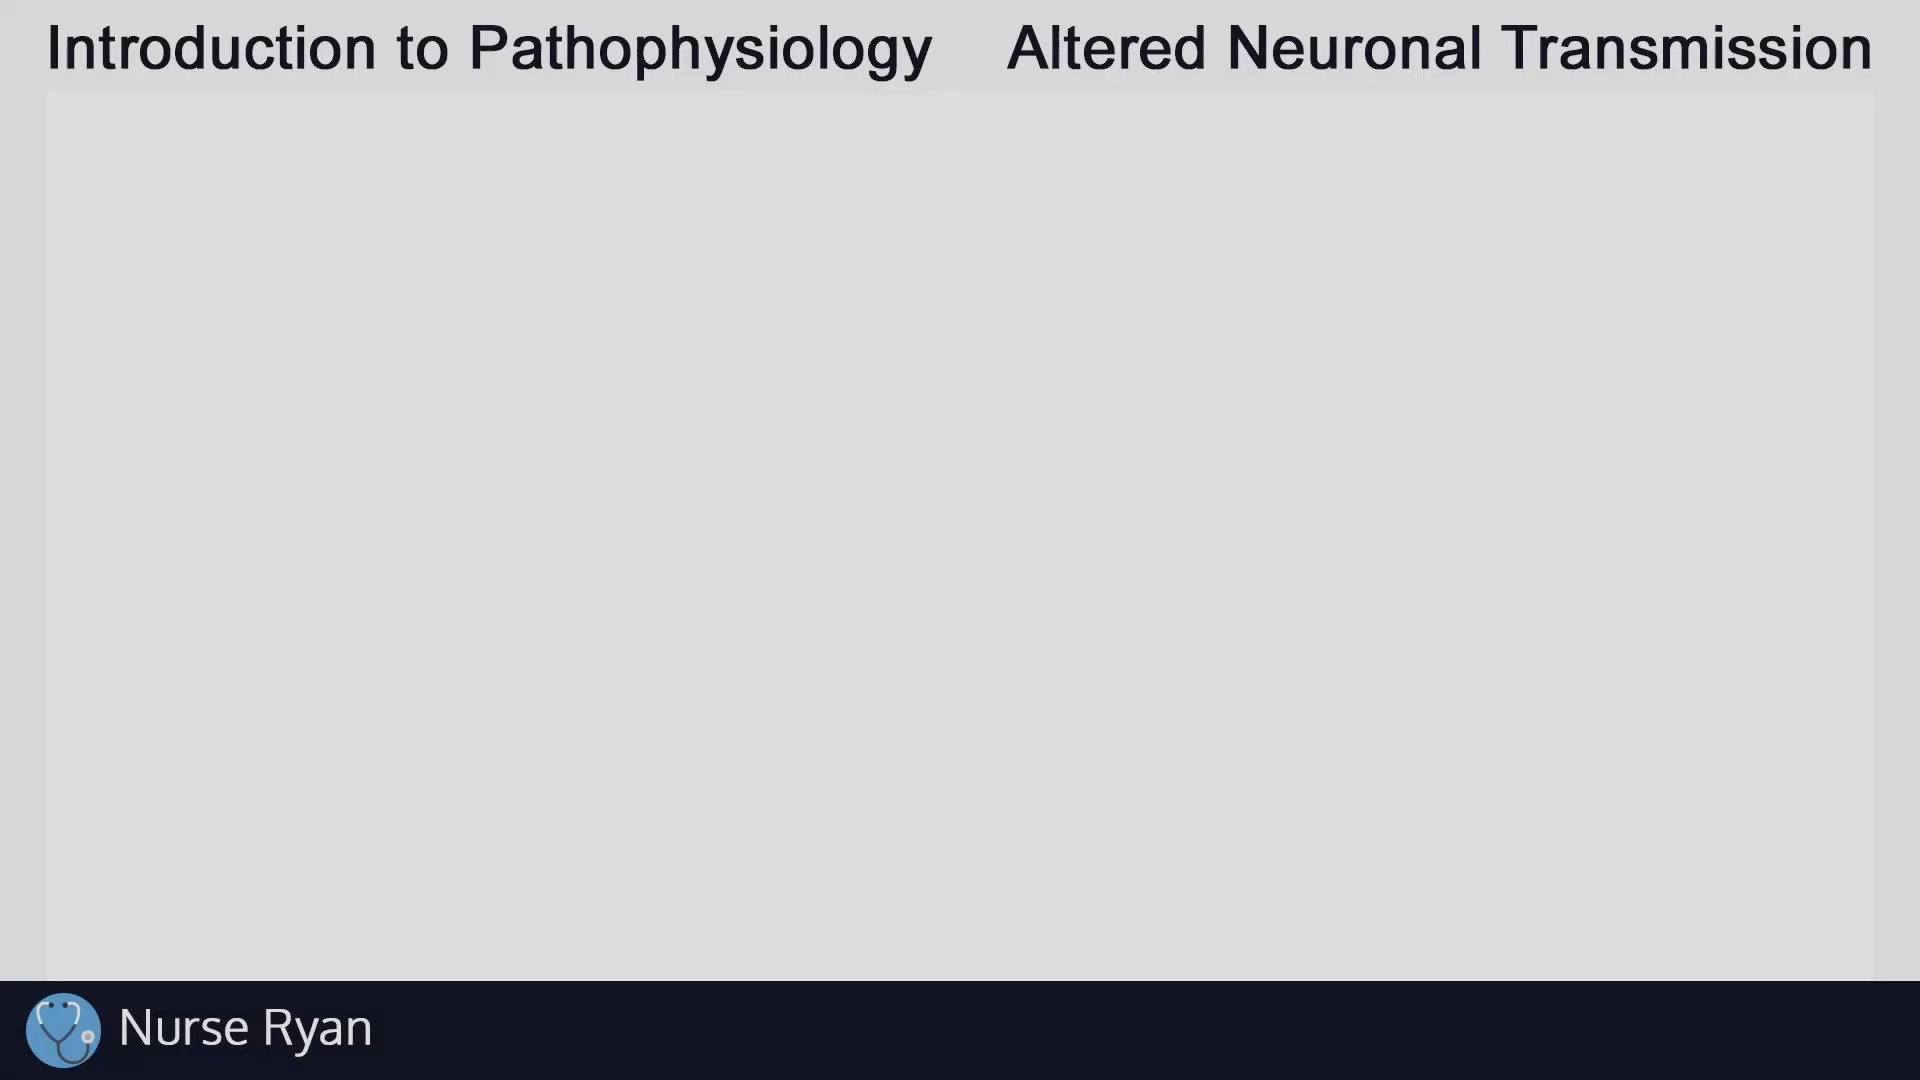 Introduction to Pathophysiology Altered Neuronal Transmission
Nurse Ryan